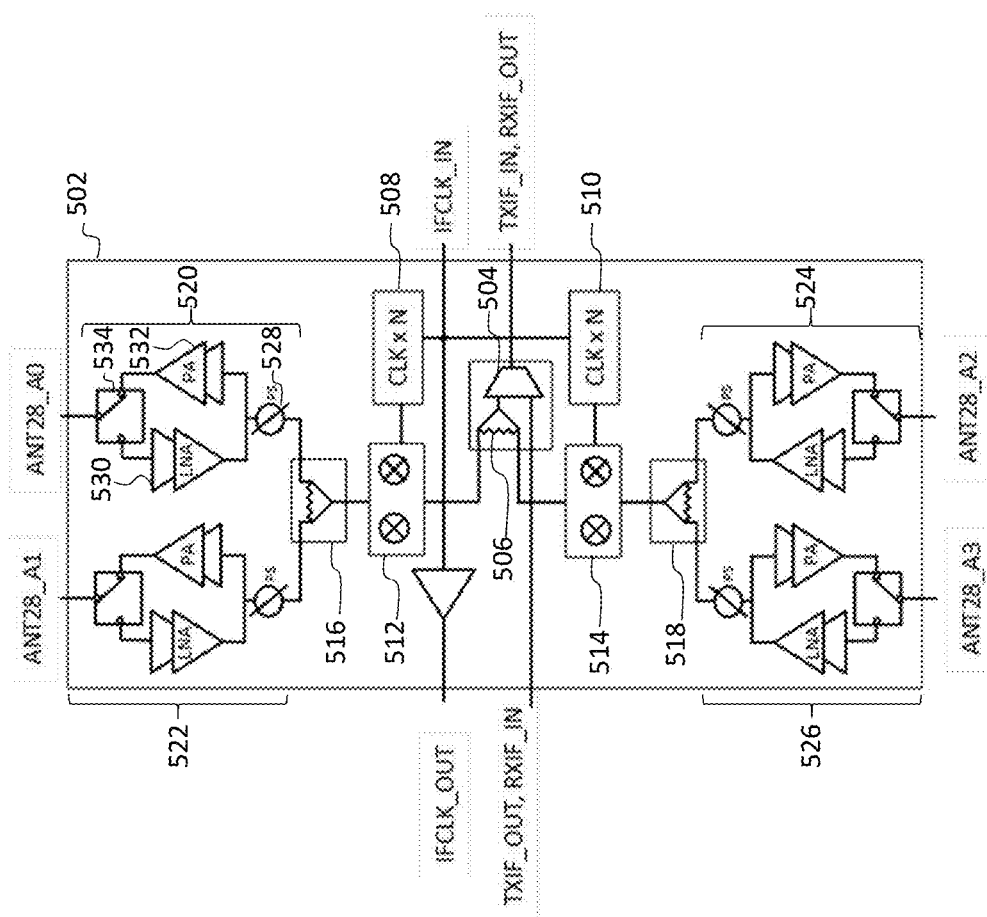 ANT28_A1
ANT28_A0
502
522
520
534
532
530
528
LNA
PA
LNA
PA
PS
PS
516
512
508
CLK x N
IFCLK_IN
IFCLK_OUT
504
506
TXIF_IN, RXIF_OUT
TXIF_OUT, RXIF_IN
510
CLK x N
514
518
PS
PS
524
526
LNA
PA
LNA
PA
ANT28_A3
ANT28_A2